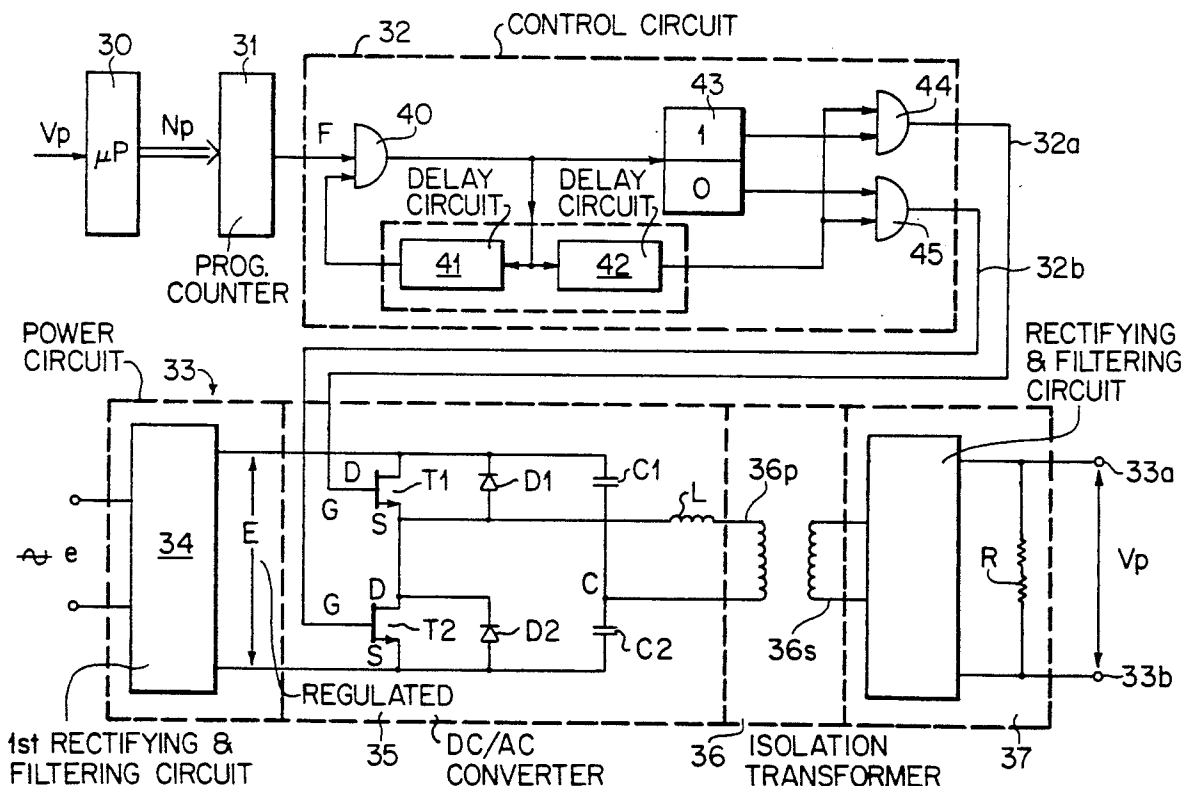 CONTROL CIRCUIT
30
31
32
Vp
μP
Np
F
40
43
1
0
44
45
32a
32b
DELAY
CIRCUIT
DELAY
CIRCUIT
41
42
PROG.
COUNTER
POWER
CIRCUIT
33
RECTIFYING
& FILTERING
CIRCUIT
34
e
E
D
G
S
T1
D1
C1
L
36p
D
G
S
T2
D2
C
C2
36s
R
33a
Vp
33b
REGULATED
1st RECTIFYING &
FILTERING CIRCUIT
35
DC/AC
CONVERTER
36
ISOLATION
TRANSFORMER
37